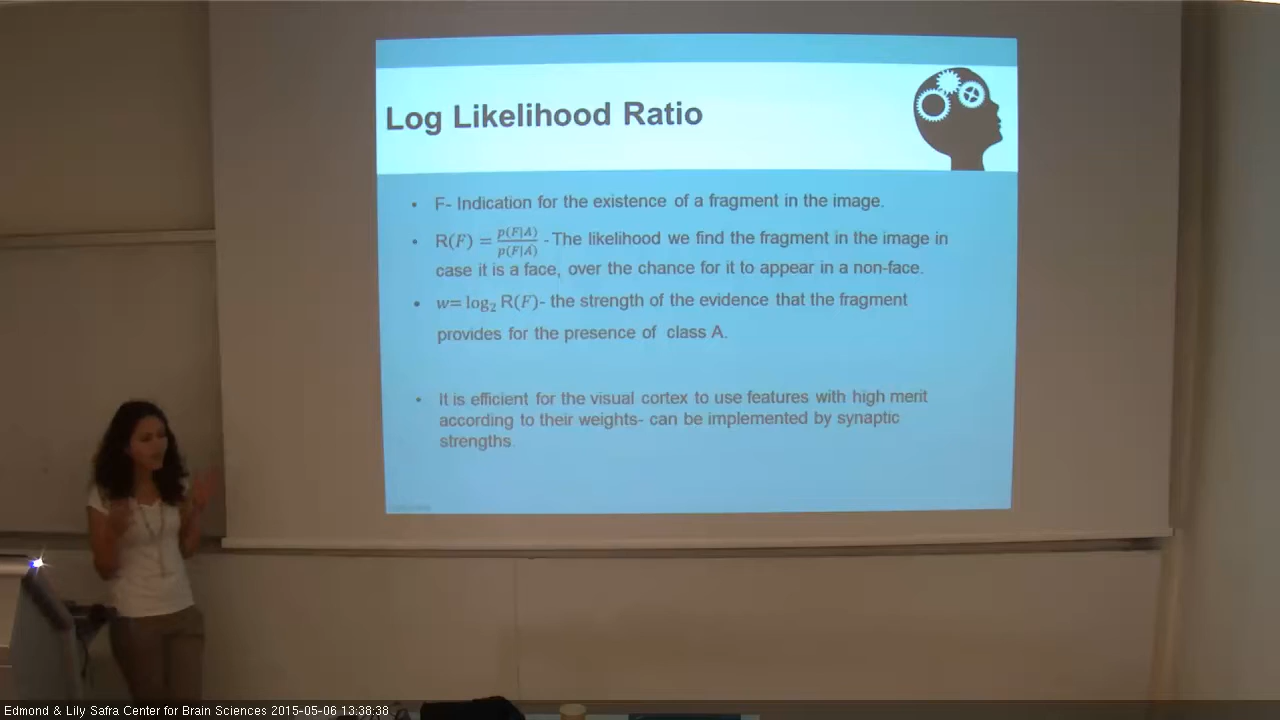 Log Likelihood Ratio
• F- Indication for the existence of a fragment in the image.
• R(F) = p(F|A) / p(F|Ā) - The likelihood we find the fragment in the image in
case it is a face, over the chance for it to appear in a non-face.
• w= log₂ R(F)- the strength of the evidence that the fragment
provides for the presence of class A.
• It is efficient for the visual cortex to use features with high merit
according to their weights- can be implemented by synaptic
strengths.
Edmond & Lily Safra Center for Brain Sciences 2015-05-06 13:38:38